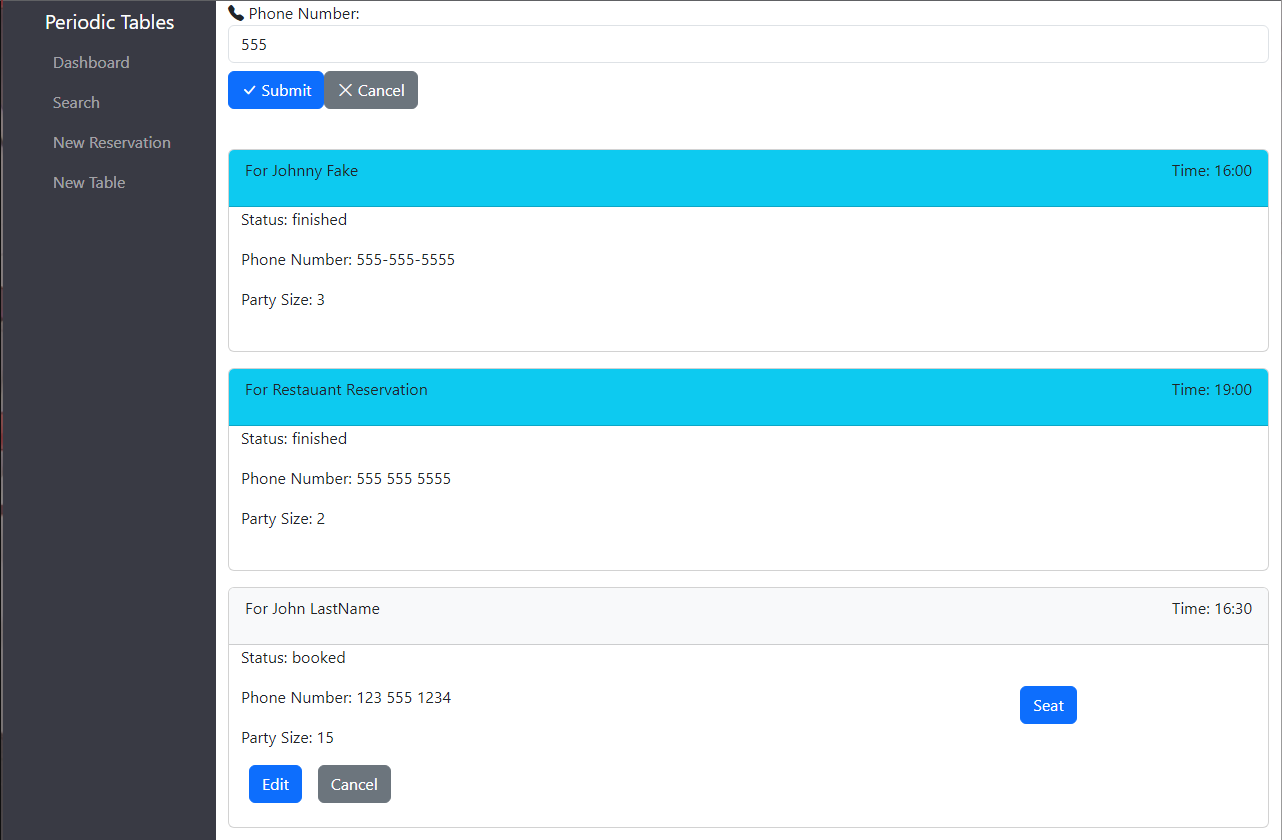 Periodic Tables
Dashboard
Search
New Reservation
New Table
Phone Number:
555
Submit
Cancel
For Johnny Fake
Time: 16:00
Status: finished
Phone Number: 555-555-5555
Party Size: 3
For Restauant Reservation
Time: 19:00
Status: finished
Phone Number: 555 555 5555
Party Size: 2
For John LastName
Time: 16:30
Status: booked
Phone Number: 123 555 1234
Party Size: 15
Seat
Edit
Cancel